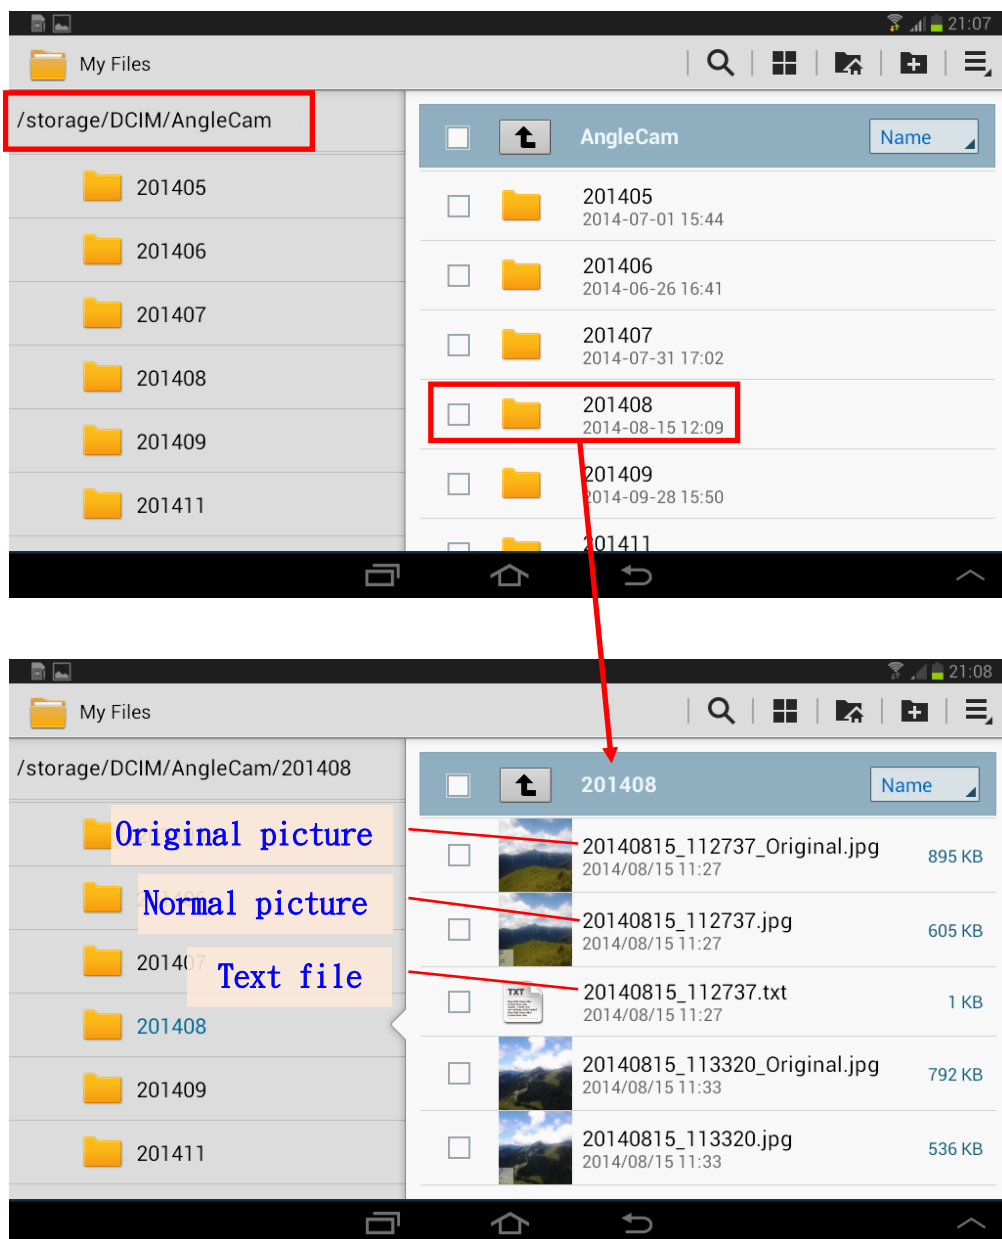 21:07
My Files
/storage/DCIM/AngleCam
201405
201406
201407
201408
201409
201411
AngleCam
Name
201405
2014-07-01 15:44
201406
2014-06-26 16:41
201407
2014-07-31 17:02
201408
2014-08-15 12:09
201409
2014-09-28 15:50
201411
21:08
My Files
/storage/DCIM/AngleCam/201408
Original picture
Normal picture
201407
Text file
201408
201409
201411
201408
Name
20140815_112737_Original.jpg
2014/08/15 11:27
895 KB
20140815_112737.jpg
2014/08/15 11:27
605 KB
TXT
20140815_112737.txt
2014/08/15 11:27
1 KB
20140815_113320_Original.jpg
2014/08/15 11:33
792 KB
20140815_113320.jpg
2014/08/15 11:33
536 KB